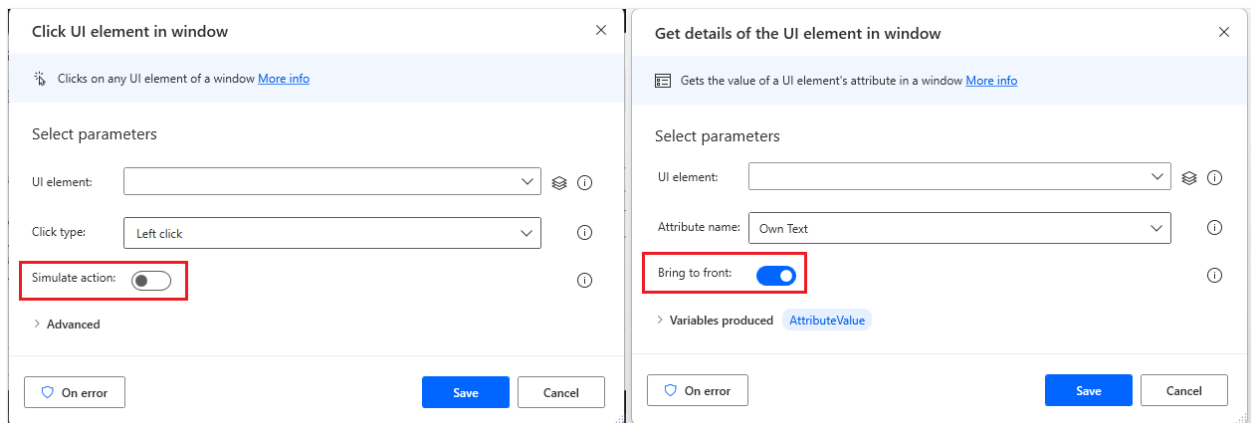 Click UI element in window
Clicks on any UI element of a window More info
Select parameters
UI element:
Click type: Left click
Simulate action:
Advanced
On error Save Cancel
Get details of the UI element in window
Gets the value of a UI element's attribute in a window More info
Select parameters
UI element:
Attribute name: Own Text
Bring to front:
Variables produced AttributeValue
On error Save Cancel